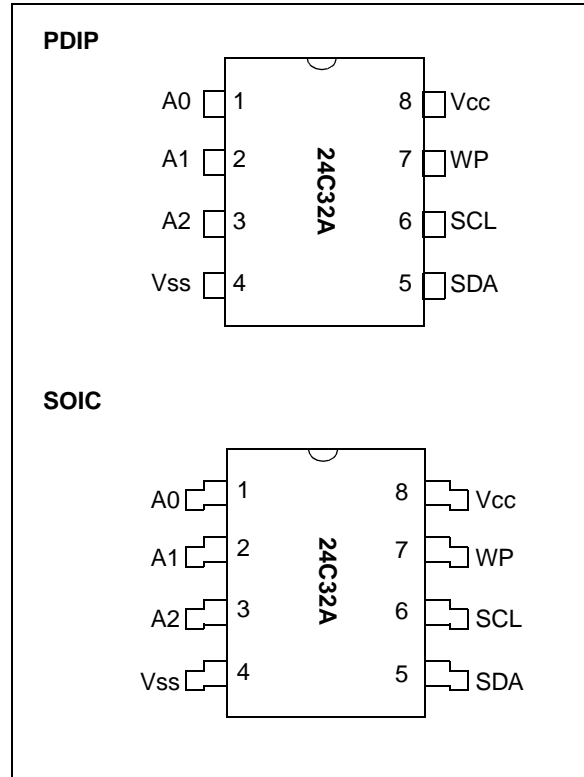 PDIP
A0 1 8 Vcc
A1 2 7 WP
A2 3 6 SCL
Vss 4 5 SDA
24C32A
SOIC
A0 1 8 Vcc
A1 2 7 WP
A2 3 6 SCL
Vss 4 5 SDA
24C32A